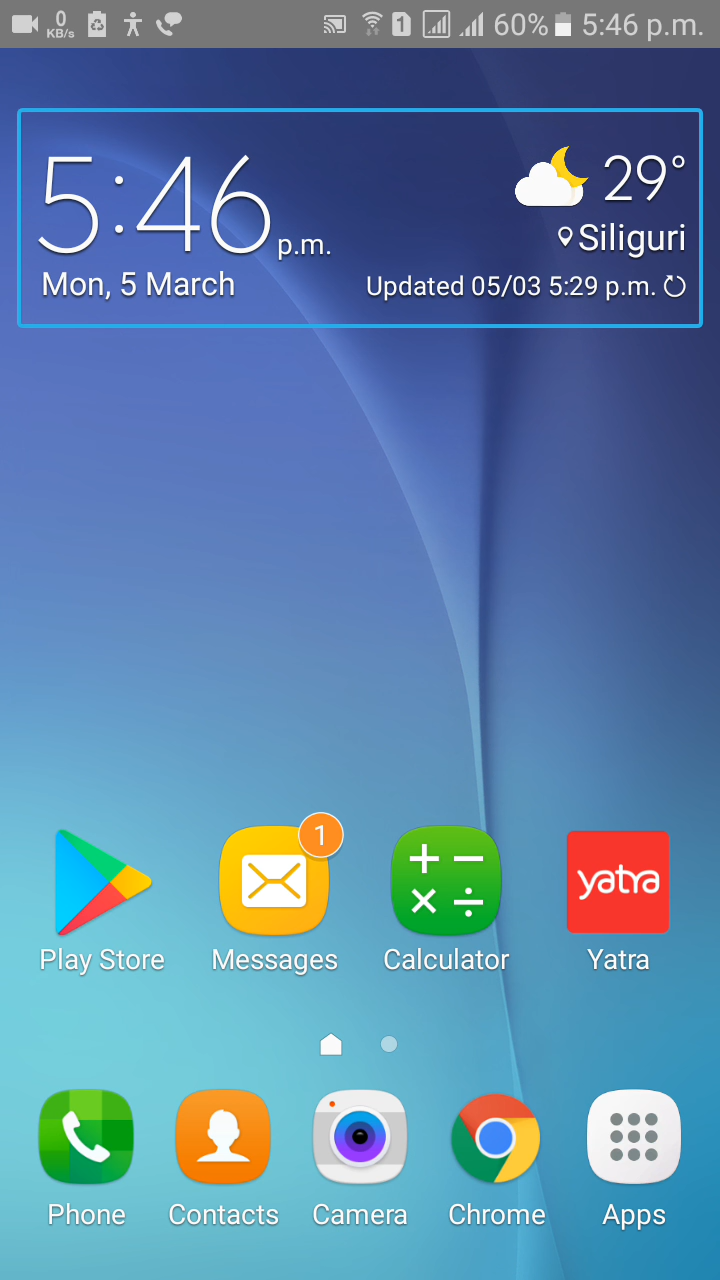 0 KB/s 1 60% 5:46 p.m.
5:46 p.m.
29°
Siliguri
Mon, 5 March
Updated 05/03 5:29 p.m.
1
yatra
Play Store Messages Calculator Yatra
Phone Contacts Camera Chrome Apps